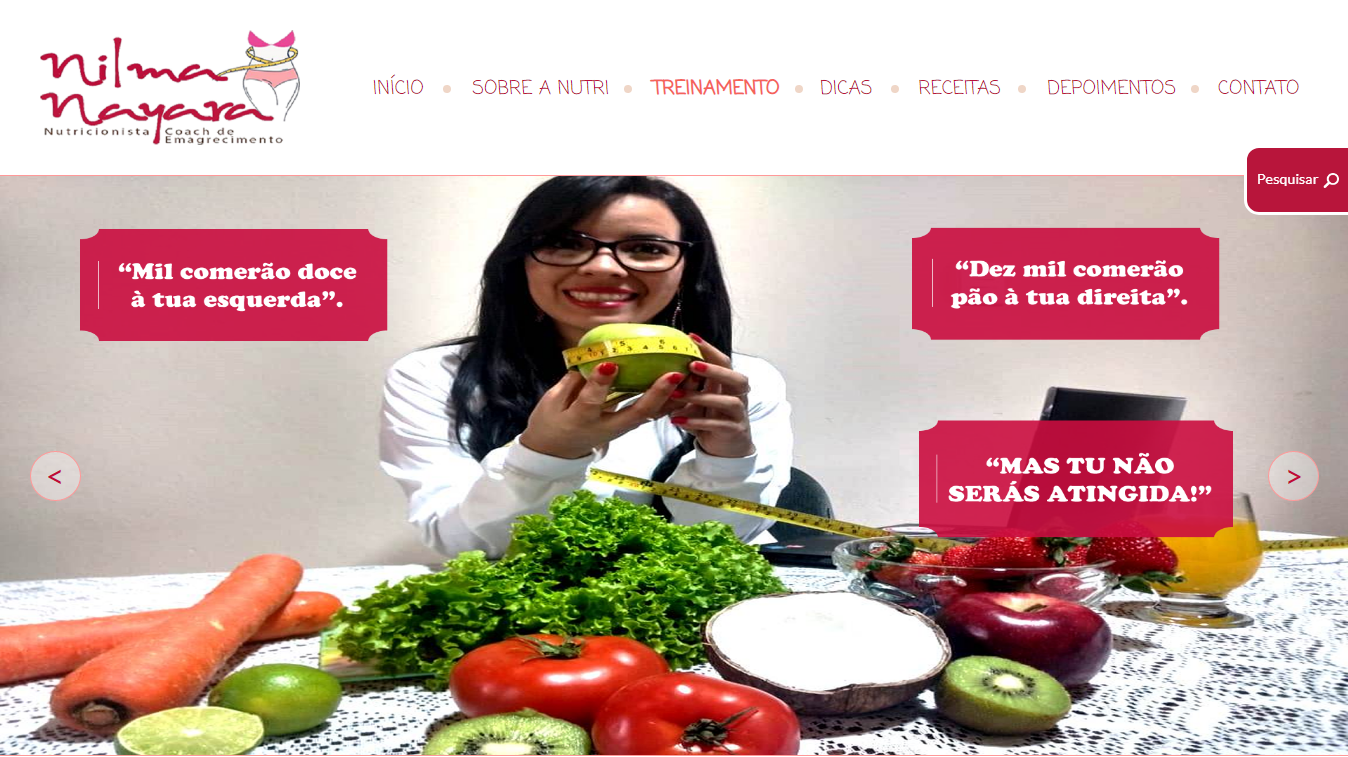 Nilma
Nayara
Nutricionista Coach de
Emagrecimento
INÍCIO
SOBRE A NUTRI
TREINAMENTO
DICAS
RECEITAS
DEPOIMENTOS
CONTATO
Pesquisar
“Mil comerão doce
à tua esquerda”.
“Dez mil comerão
pão à tua direita”.
<
“MAS TU NÃO
SERÁS ATINGIDA!”
>